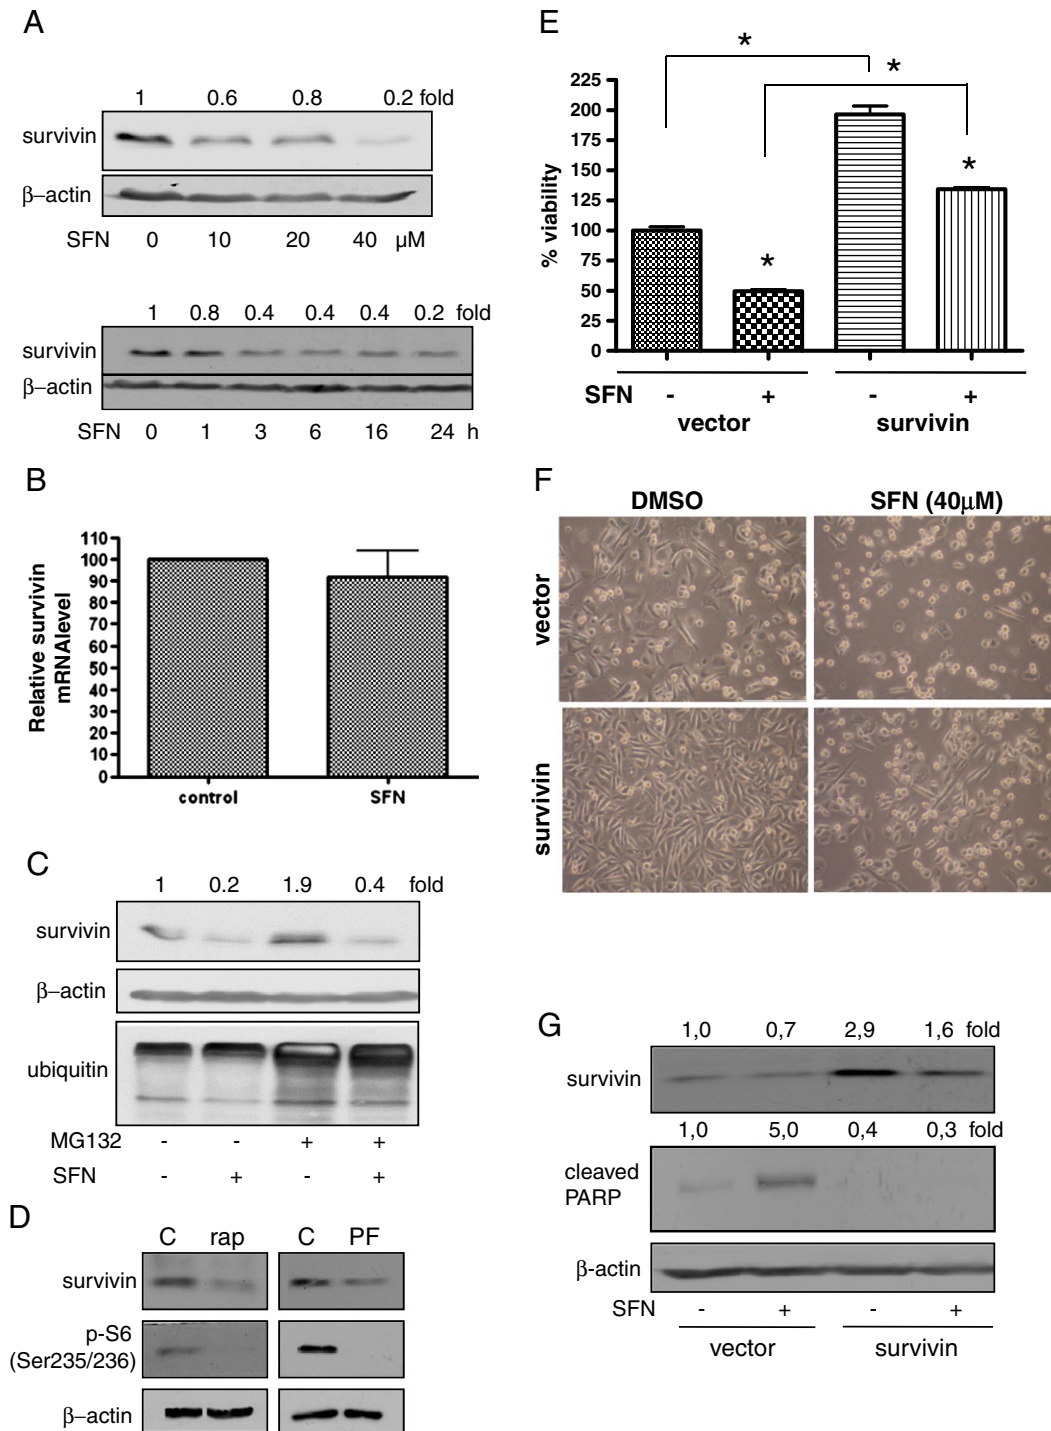 A
1 0.6 0.8 0.2 fold
survivin
β–actin
SFN 0 10 20 40 µM
1 0.8 0.4 0.4 0.4 0.2 fold
survivin
β–actin
SFN 0 1 3 6 16 24 h
B
Relative survivin
mRNAlevel
110
100
90
80
70
60
50
40
30
20
10
0
control SFN
C
1 0.2 1.9 0.4 fold
survivin
β–actin
ubiquitin
MG132 - - + +
SFN - + - +
D
C rap C PF
survivin
p-S6
(Ser235/236)
β–actin
E
* *
% viability
225
200
175
150
125
100
75
50
25
0
* *
SFN - + - +
vector survivin
F
DMSO SFN (40µM)
vector
survivin
G
1,0 0,7 2,9 1,6 fold
survivin
1,0 5,0 0,4 0,3 fold
cleaved
PARP
β-actin
SFN - + - +
vector survivin